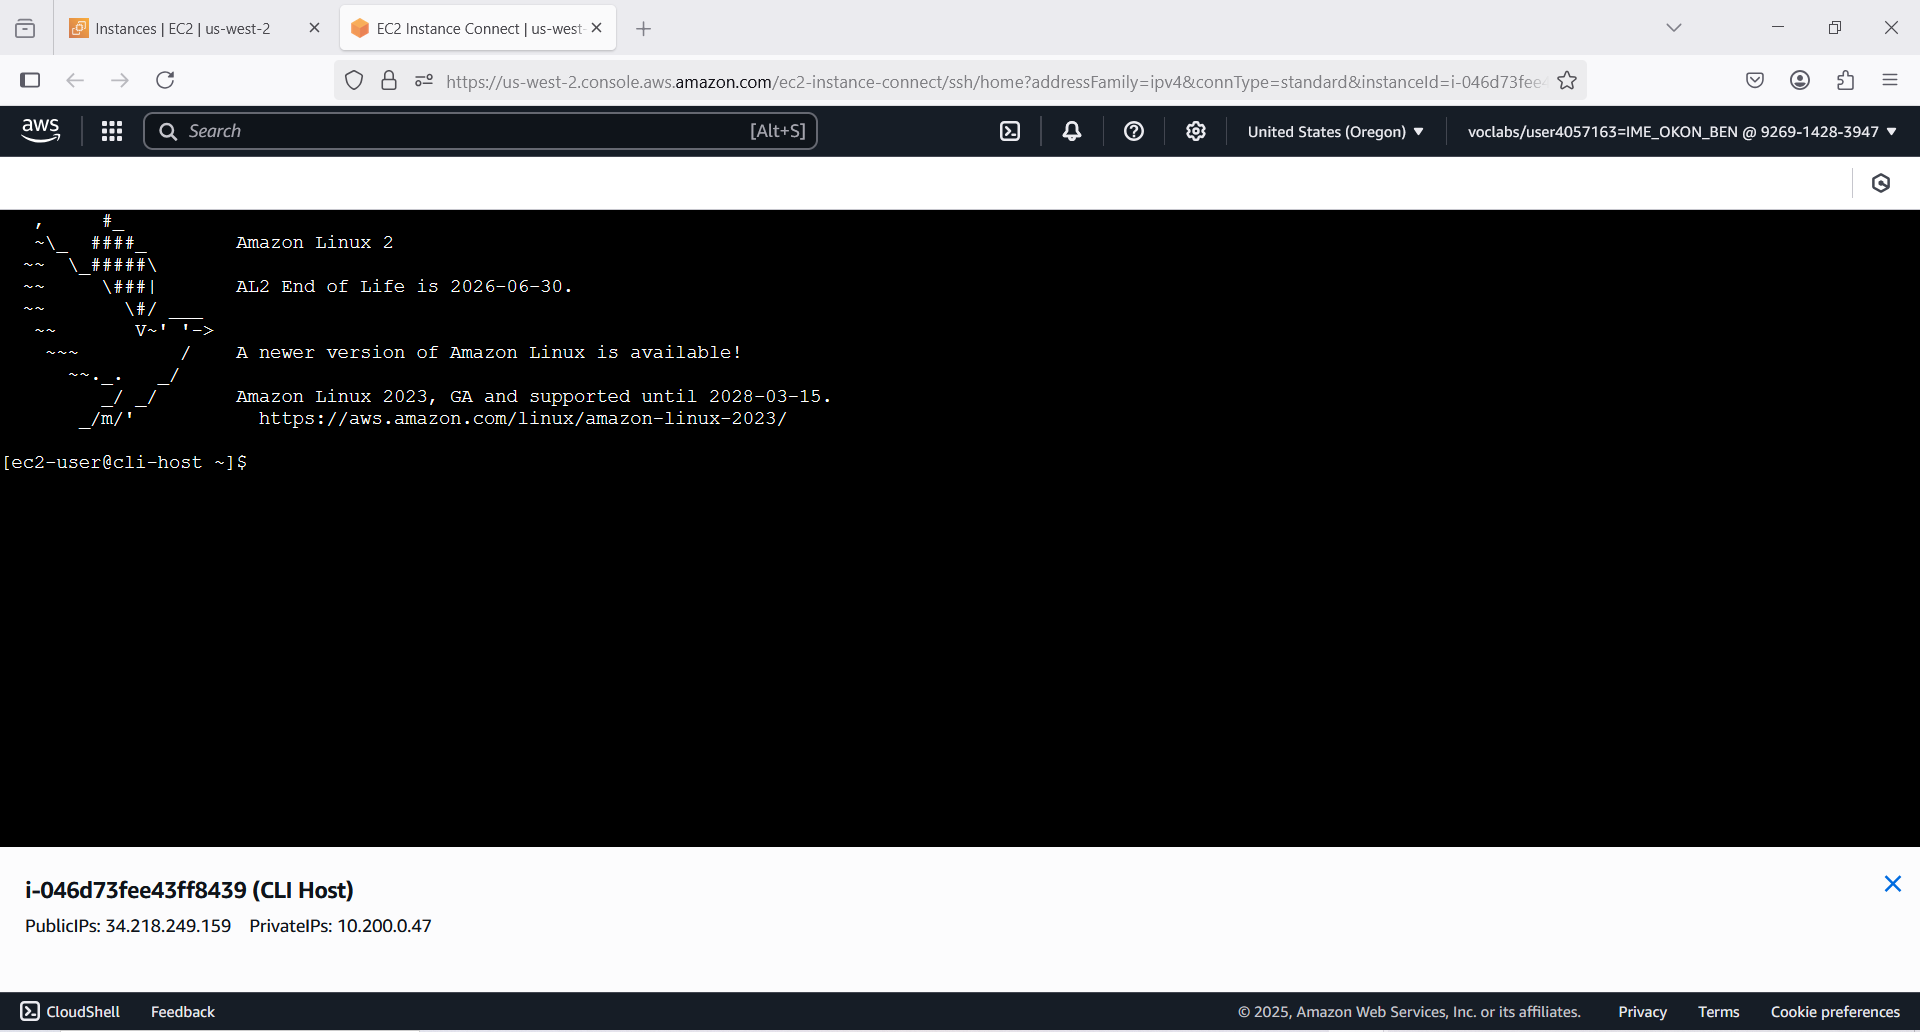 Instances | EC2 | us-west-2
EC2 Instance Connect | us-west-
https://us-west-2.console.aws.amazon.com/ec2-instance-connect/ssh/home?addressFamily=ipv4&connType=standard&instanceId=i-046d73fee4
aws
Search
[Alt+S]
United States (Oregon)
voclabs/user4057163=IME_OKON_BEN @ 9269-1428-3947
   ,     #_
   ~\_  ####_        Amazon Linux 2
  ~~  \_#####\
  ~~     \###|       AL2 End of Life is 2026-06-30.
  ~~       \#/ ___
   ~~       V~' '->
    ~~~         /    A newer version of Amazon Linux is available!
      ~~._.   _/
         _/ _/       Amazon Linux 2023, GA and supported until 2028-03-15.
       _/m/'           https://aws.amazon.com/linux/amazon-linux-2023/
[ec2-user@cli-host ~]$
i-046d73fee43ff8439 (CLI Host)
PublicIPs: 34.218.249.159 PrivateIPs: 10.200.0.47
CloudShell
Feedback
© 2025, Amazon Web Services, Inc. or its affiliates.
Privacy
Terms
Cookie preferences